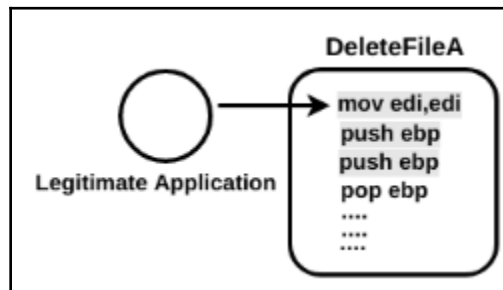 DeleteFileA
mov edi,edi
push ebp
push ebp
pop ebp
....
....
....
Legitimate Application